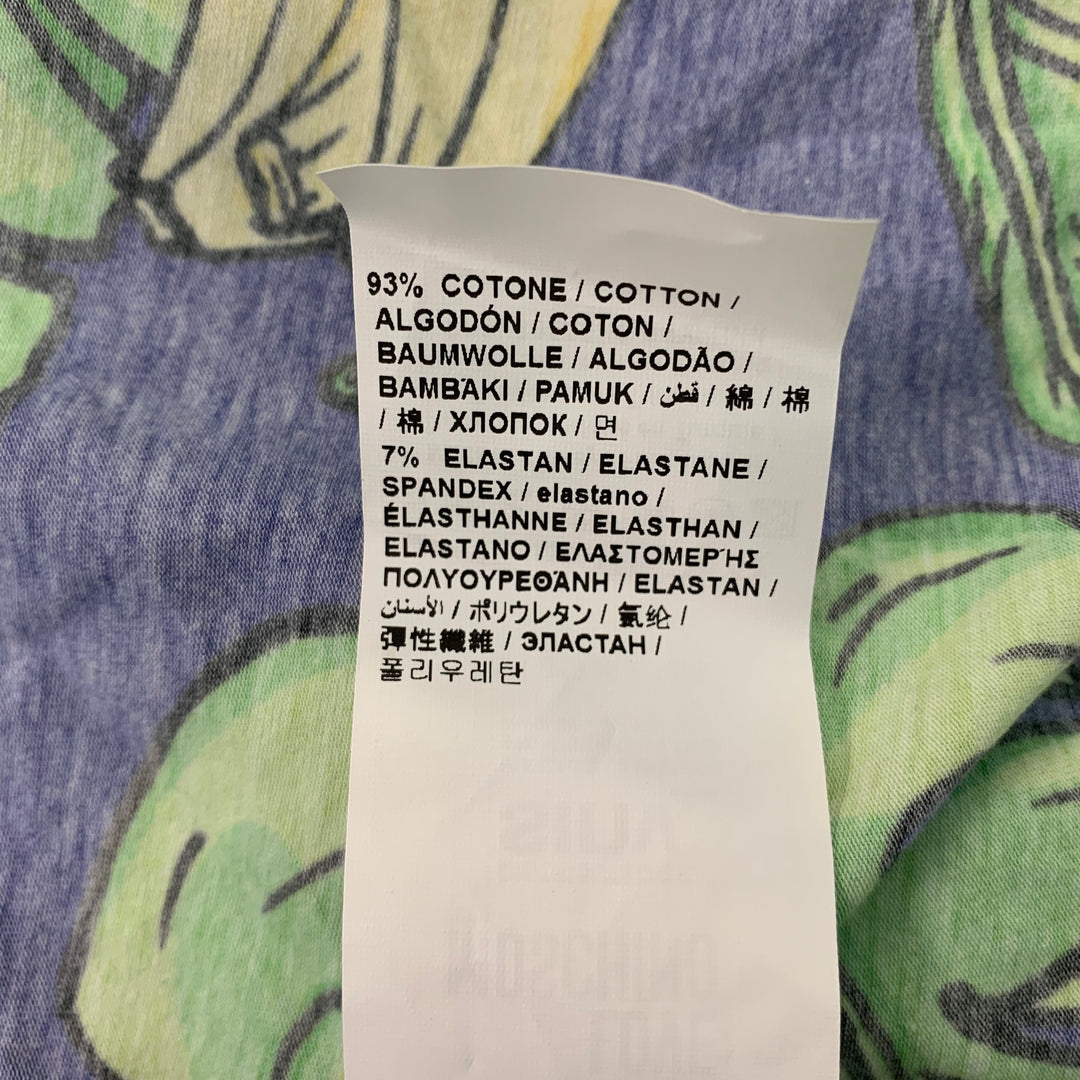 93% COTONE / COTTON /
ALGODÓN / COTON /
BAUMWOLLE / ALGODÃO /
BAMBΆKI / PAMUK / قطن / 綿 / 棉
/ 棉 / ХЛОПОК / 면
7% ELASTAN / ELASTANE /
SPANDEX / elastano /
ÉLASTHANNE / ELASTHAN /
ELASTANO / ΕΛΑΣΤΟΜΕΡΉΣ
ΠΟΛΥΟΥΡΕΘΆΝΗ / ELASTAN /
الأسنان / ポリウレタン / 氨纶 /
彈性纖維 / ЭЛАСТАН /
폴리우레탄